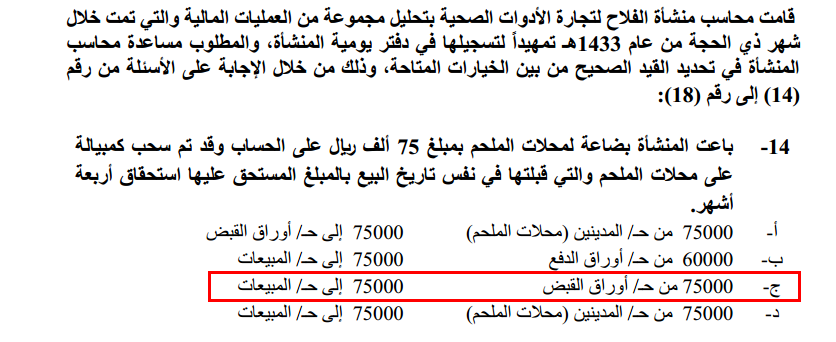 قامت محاسب منشأة الفلاح لتجارة الأدوات الصحية بتحليل مجموعة من العمليات المالية والتي تمت خلال
شهر ذي الحجة من عام 1433هـ تمهيداً لتسجيلها في دفتر يومية المنشأة، والمطلوب مساعدة محاسب
المنشأة في تحديد القيد الصحيح من بين الخيارات المتاحة، وذلك من خلال الإجابة على الأسئلة من رقم
(14) إلى رقم (18):
14- باعت المنشأة بضاعة لمحلات الملحم بمبلغ 75 ألف ريال على الحساب وقد تم سحب كمبيالة
على محلات الملحم والتي قبلتها في نفس تاريخ البيع بالمبلغ المستحق عليها استحقاق أربعة
أشهر.
أ- 75000 من حـ/ المدينين (محلات الملحم) 75000 إلى حـ/ أوراق القبض
ب- 60000 من حـ/ أوراق الدفع 75000 إلى حـ/ المبيعات
ج- 75000 من حـ/ أوراق القبض 75000 إلى حـ/ المبيعات
د- 75000 من حـ/ المدينين (محلات الملحم) 75000 إلى حـ/ المبيعات